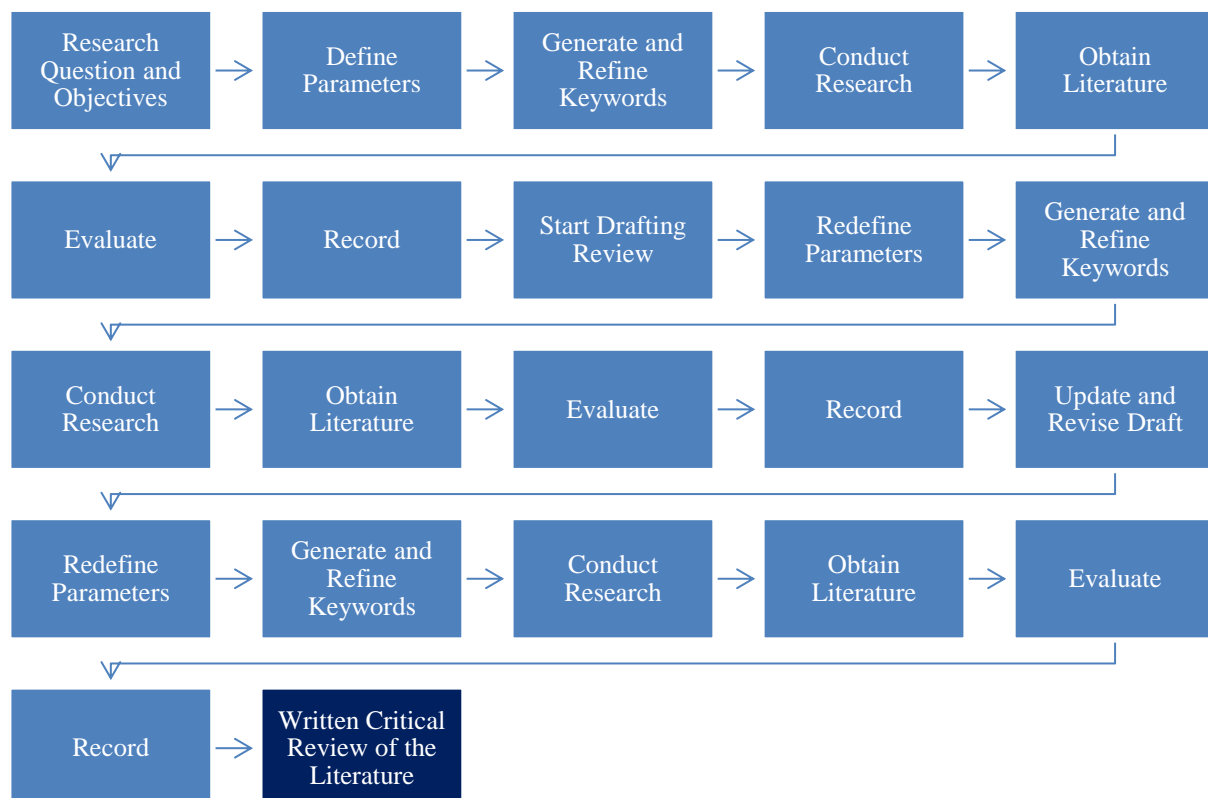 Research
Question and
Objectives
Define
Parameters
Generate and
Refine
Keywords
Conduct
Research
Obtain
Literature
Evaluate
Record
Start Drafting
Review
Redefine
Parameters
Generate and
Refine
Keywords
Conduct
Research
Obtain
Literature
Evaluate
Record
Update and
Revise Draft
Redefine
Parameters
Generate and
Refine
Keywords
Conduct
Research
Obtain
Literature
Evaluate
Record
Written Critical
Review of the
Literature